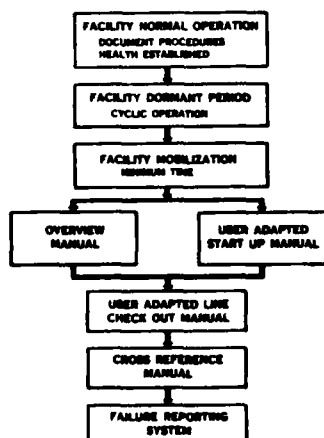 FACILITY NORMAL OPERATION
DOCUMENT PROCEDURES
HEALTH ESTABLISHED
FACILITY DORMANT PERIOD
CYCLIC OPERATION
FACILITY MOBILIZATION
MINIMUM TIME
OVERVIEW
MANUAL
USER ADAPTED
START UP MANUAL
USER ADAPTED LINE
CHECK OUT MANUAL
CROSS REFERENCE
MANUAL
FAILURE REPORTING
SYSTEM